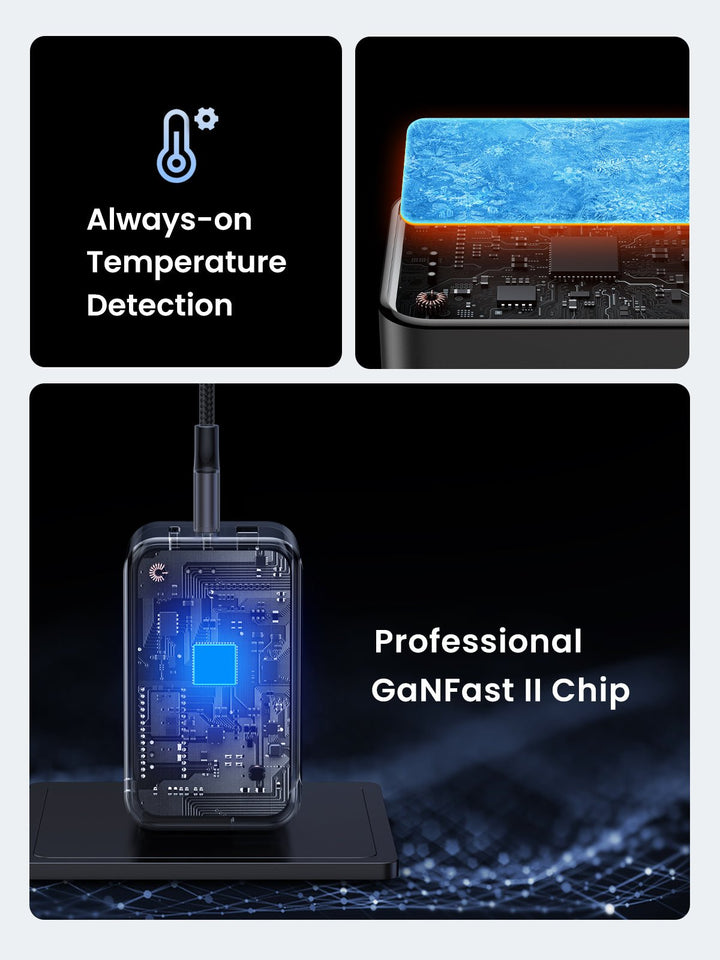 Always-on
Temperature
Detection
Professional
GaNFast II Chip